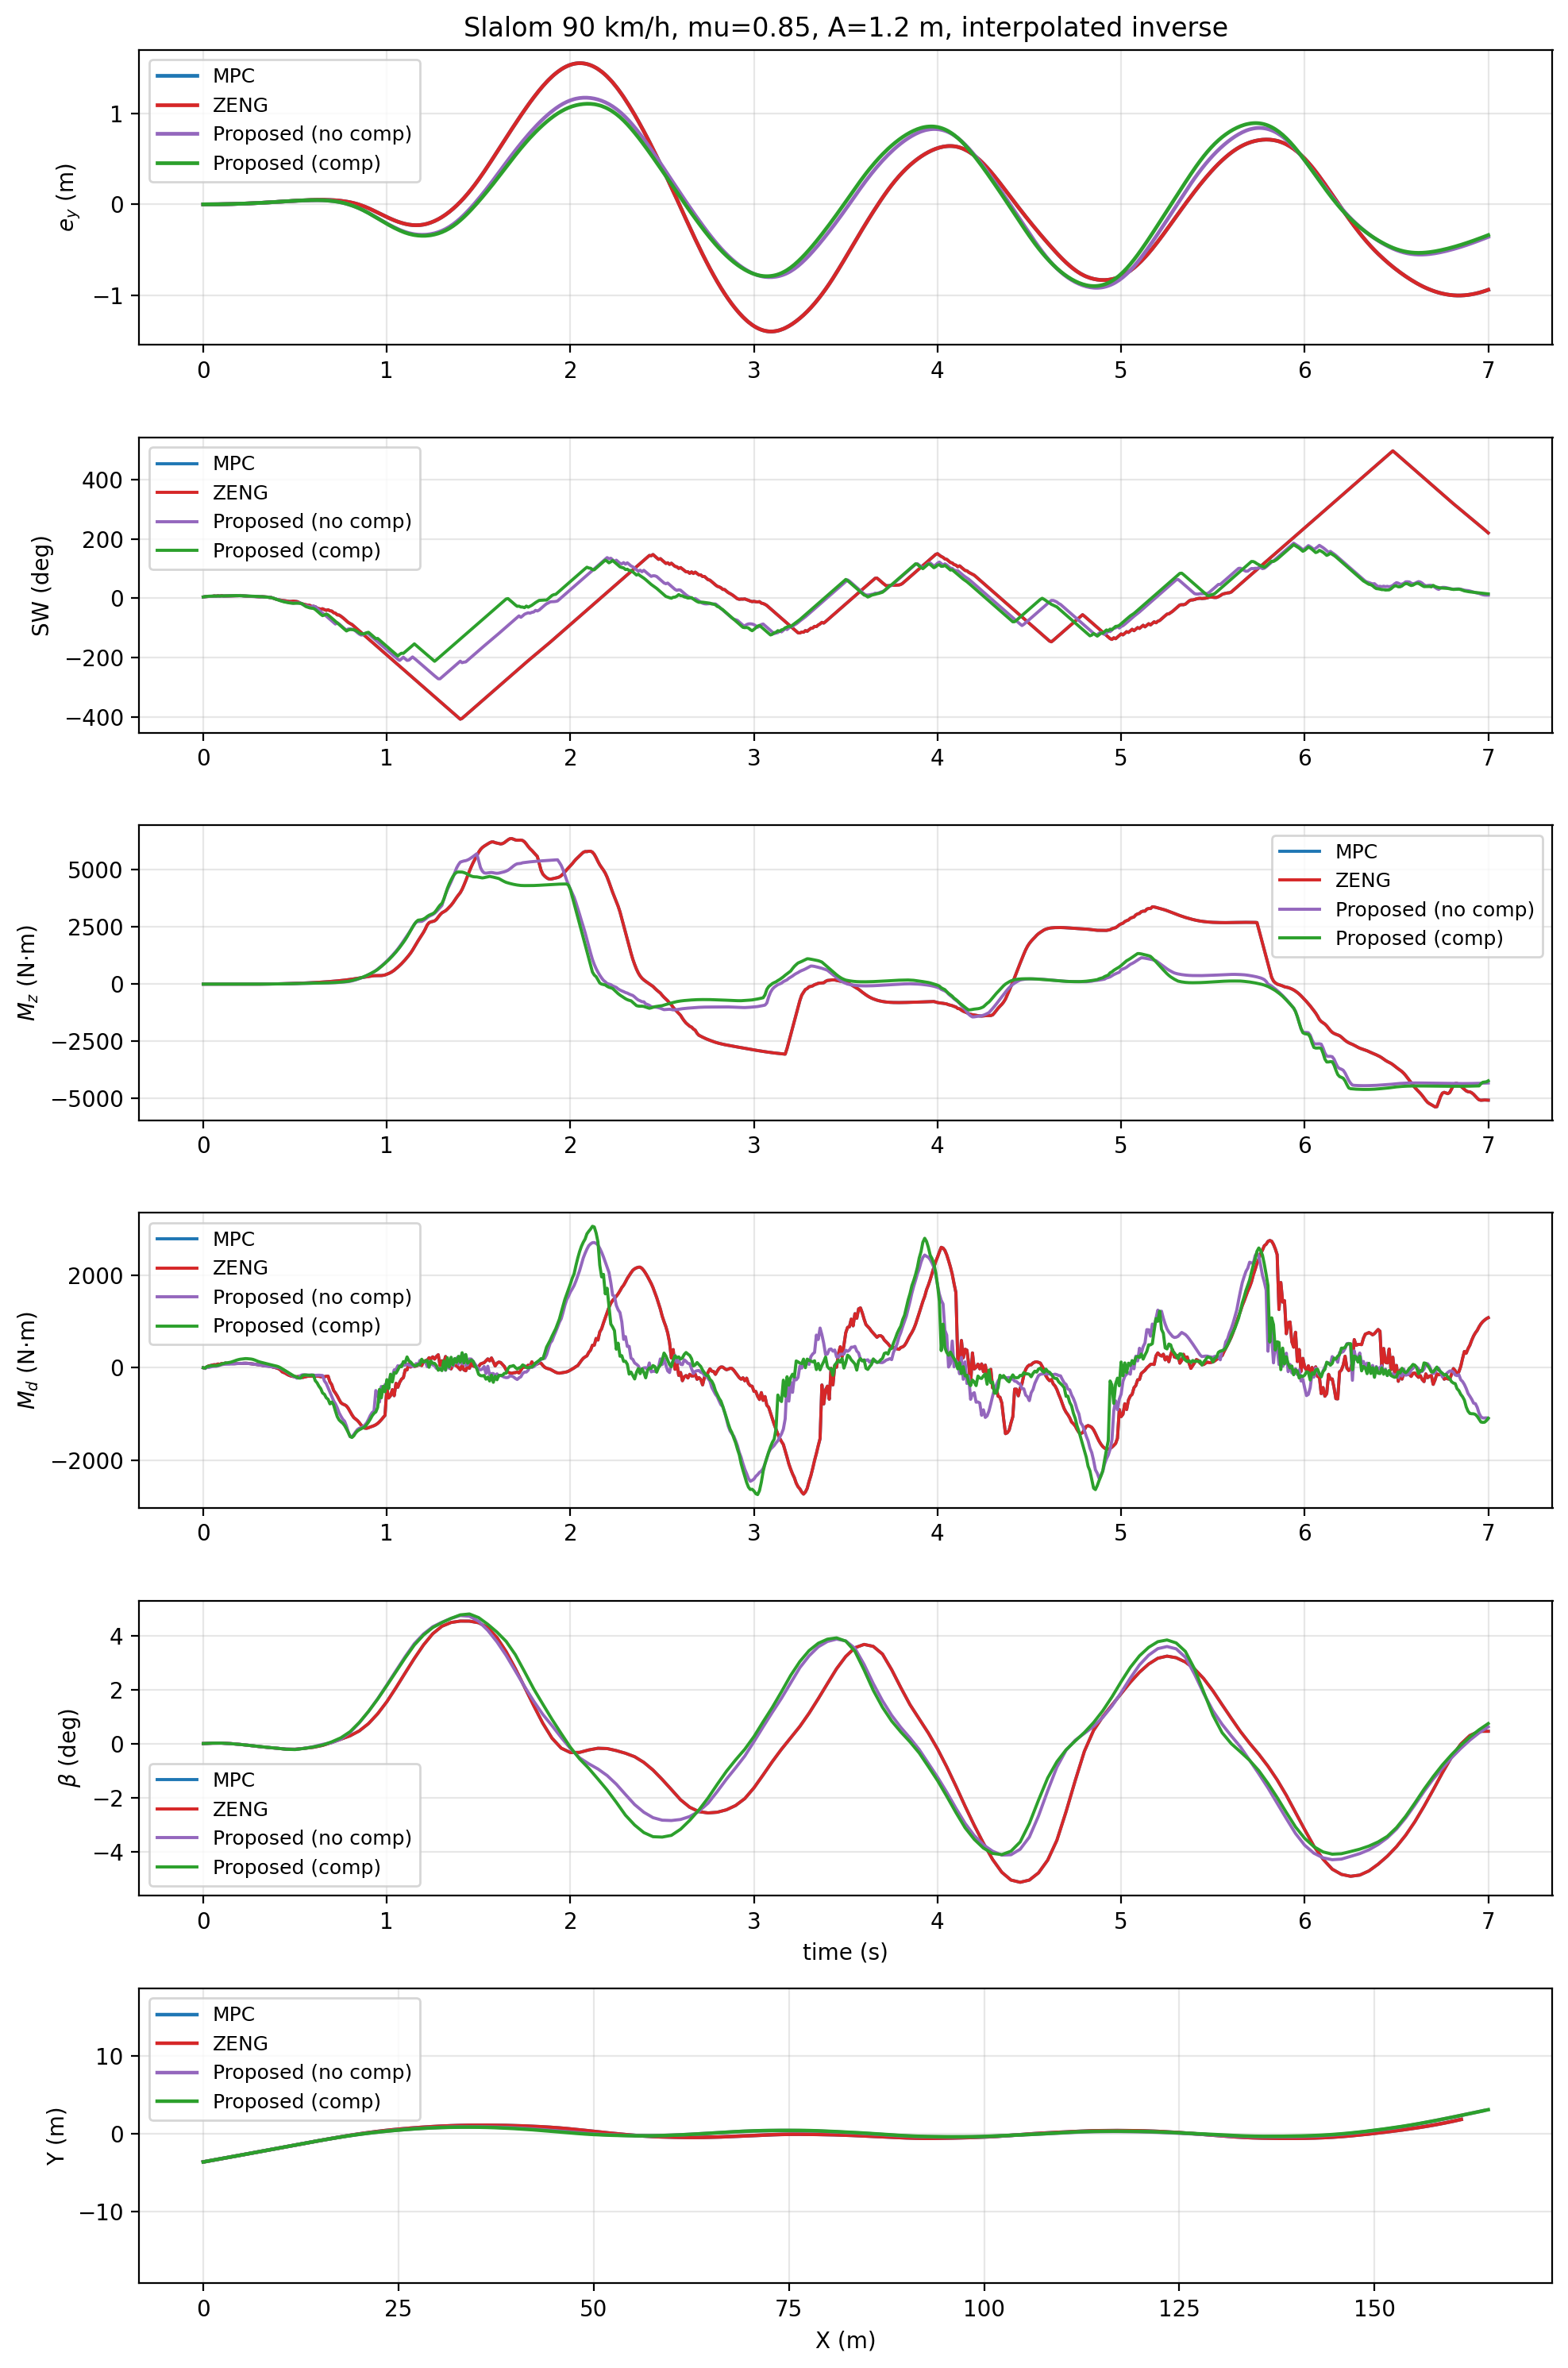 Slalom 90 km/h, mu=0.85, A=1.2 m, interpolated inverse
MPC
ZENG
Proposed (no comp)
Proposed (comp)
e_y (m)
1
0
−1
0 1 2 3 4 5 6 7
MPC
ZENG
Proposed (no comp)
Proposed (comp)
SW (deg)
400
200
0
−200
−400
0 1 2 3 4 5 6 7
MPC
ZENG
Proposed (no comp)
Proposed (comp)
M_z (N·m)
5000
2500
0
−2500
−5000
0 1 2 3 4 5 6 7
MPC
ZENG
Proposed (no comp)
Proposed (comp)
M_d (N·m)
2000
0
−2000
0 1 2 3 4 5 6 7
MPC
ZENG
Proposed (no comp)
Proposed (comp)
β (deg)
4
2
0
−2
−4
0 1 2 3 4 5 6 7
time (s)
MPC
ZENG
Proposed (no comp)
Proposed (comp)
Y (m)
10
0
−10
0 25 50 75 100 125 150
X (m)